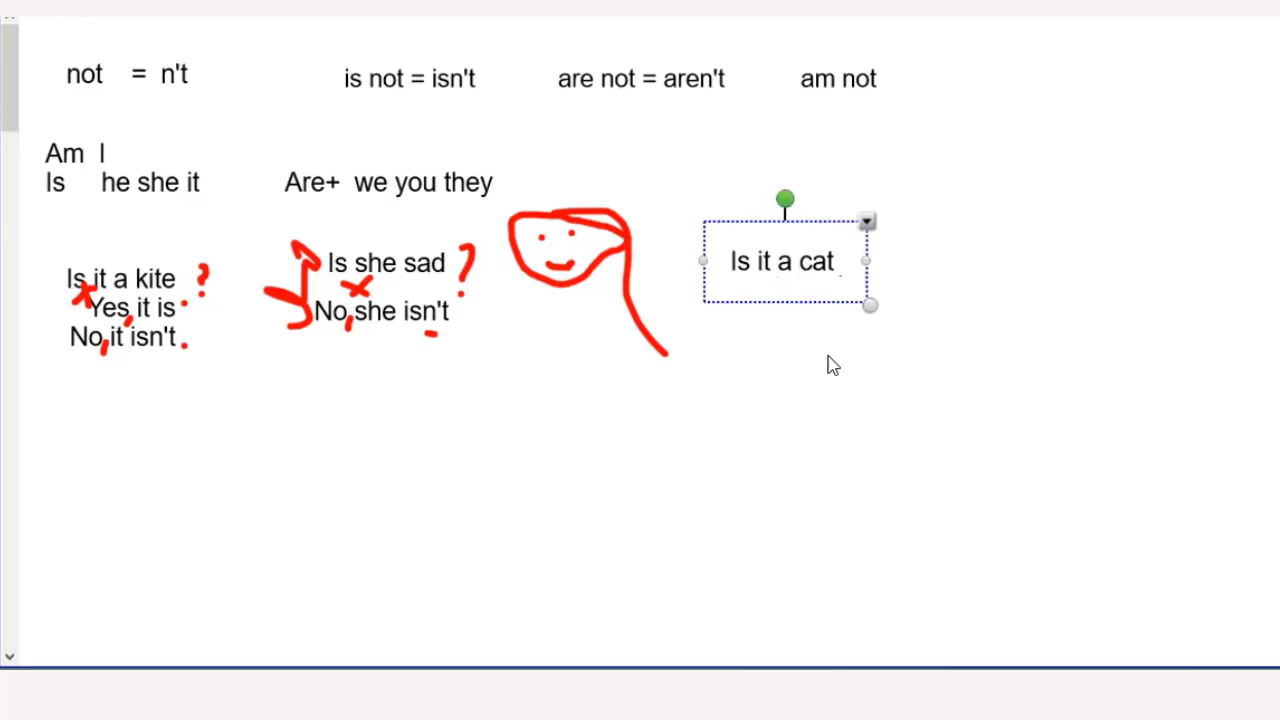 not = n't
is not = isn't
are not = aren't
am not
Am I
Is he she it
Are+ we you they
Is it a kite ?
Yes, it is.
No, it isn't.
Is she sad ?
No, she isn't
Is it a cat